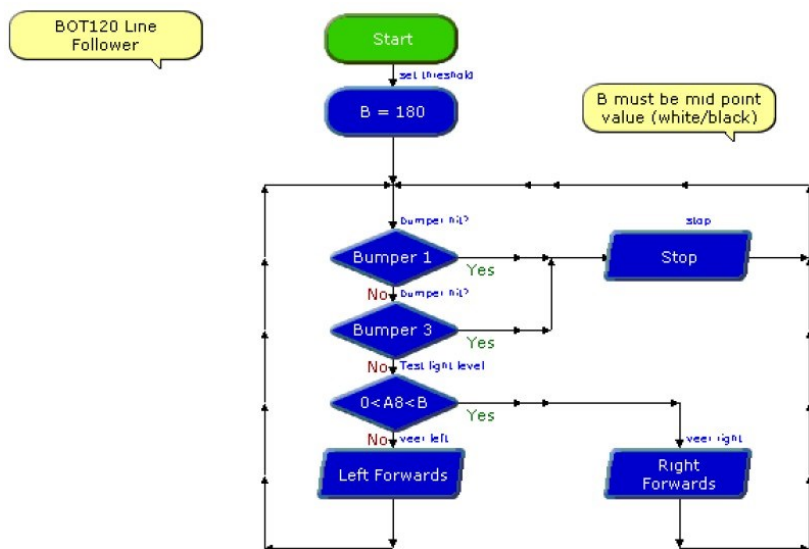 BOT120 Line
Follower
Start
set threshold
B = 180
B must be mid point
value (white/black)
bumper hit?
stop
Bumper 1
Yes
Stop
No
bumper hit?
Bumper 3
Yes
No
Test light level
0<A8<B
Yes
No
veer left
veer right
Left Forwards
Right
Forwards